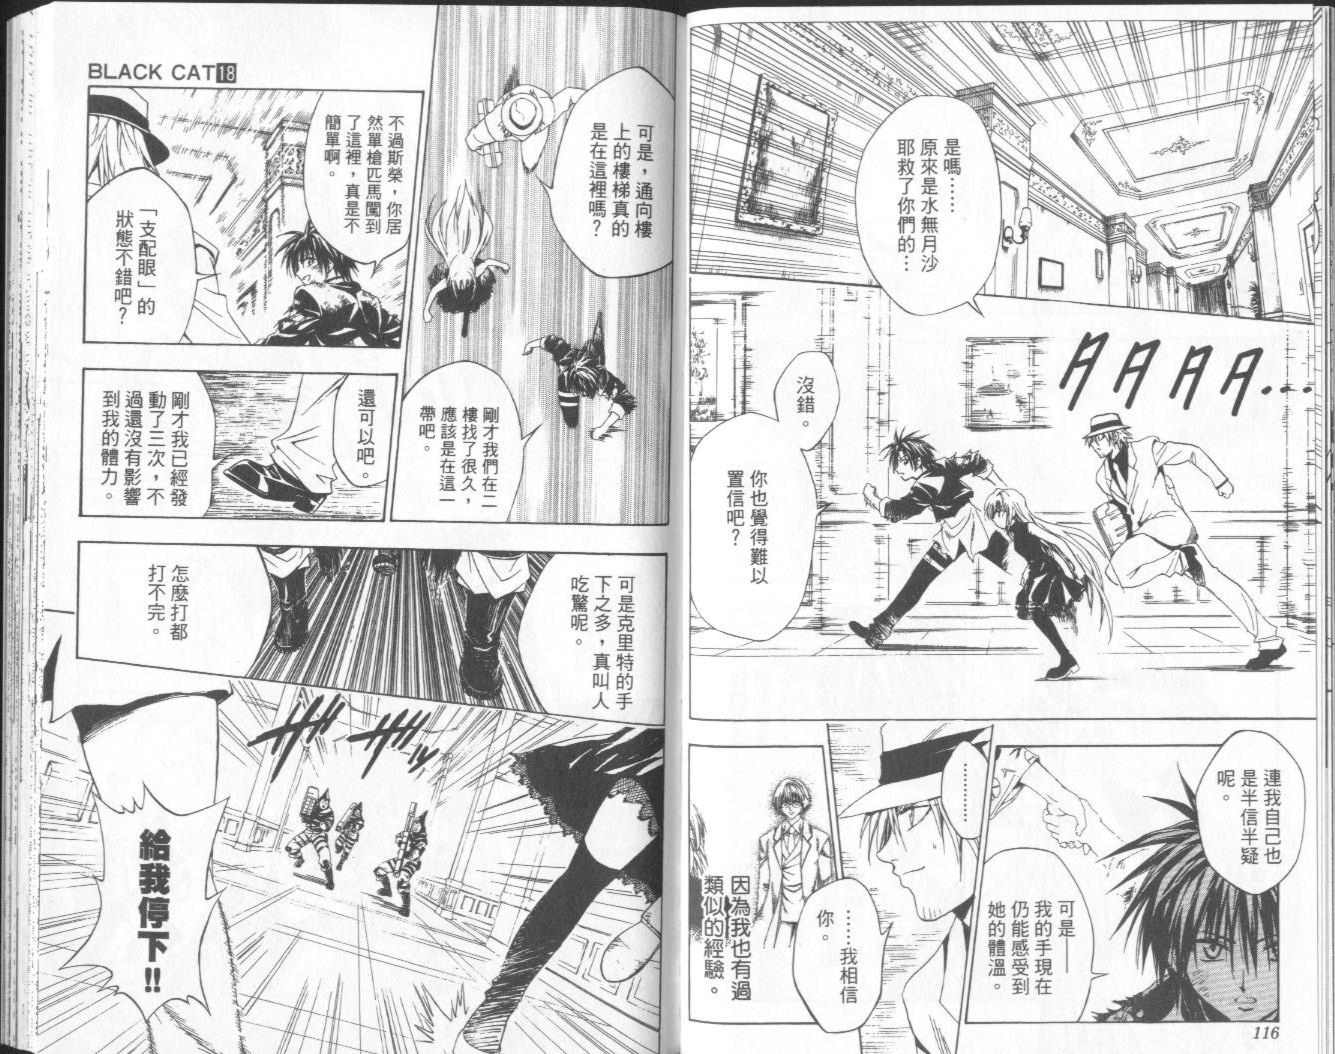 是嗎……
原來是水無月沙
耶救了你們的…
タタタタ…
沒錯。
你也覺得難以
置信吧？
連我自己也
是半信半疑
呢。
可是——
我的手現在
仍能感受到
她的體溫。
…………
……我相信
你。
因為我也有過
類似的經驗。
116
BLACK CAT 18
可是，通向樓
上的樓梯真的
是在這裡嗎？
剛才我們在二
樓找了很久，
應該是在這一
帶吧。
不過斯榮，你居
然單槍匹馬闖到
了這裡，真是不
簡單啊。
「支配眼」的
狀態不錯吧？
還可以吧。
剛才我已經發
動了三次，不
過還沒有影響
到我的體力。
可是克里特的手
下之多，真叫人
吃驚呢。
怎麼打都
打不完。
給我停下!!